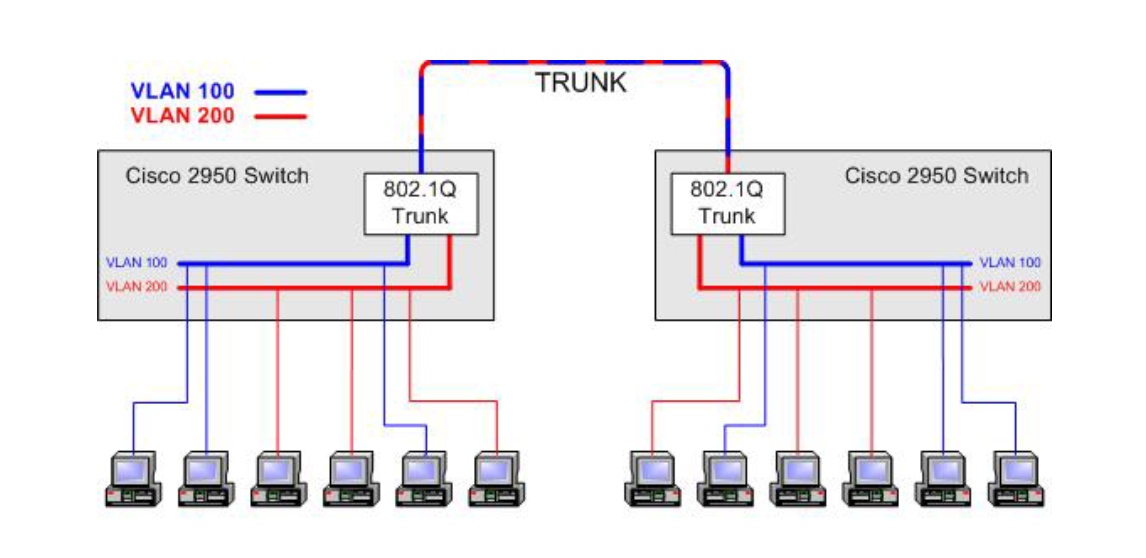 TRUNK
VLAN 100
VLAN 200
Cisco 2950 Switch
802.1Q
Trunk
VLAN 100
VLAN 200
802.1Q
Trunk
Cisco 2950 Switch
VLAN 100
VLAN 200